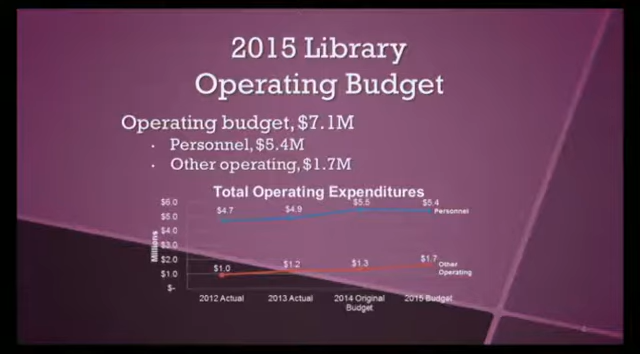 2015 Library
Operating Budget
Operating budget, $7.1M
• Personnel, $5.4M
• Other operating, $1.7M
Total Operating Expenditures
Millions
$6.0
$5.0
$4.0
$3.0
$2.0
$1.0
$-
$4.7 $4.9 $5.5 $5.4
Personnel
$1.0 $1.2 $1.3 $1.7
Other
Operating
2012 Actual 2013 Actual 2014 Original 2015 Budget
Budget